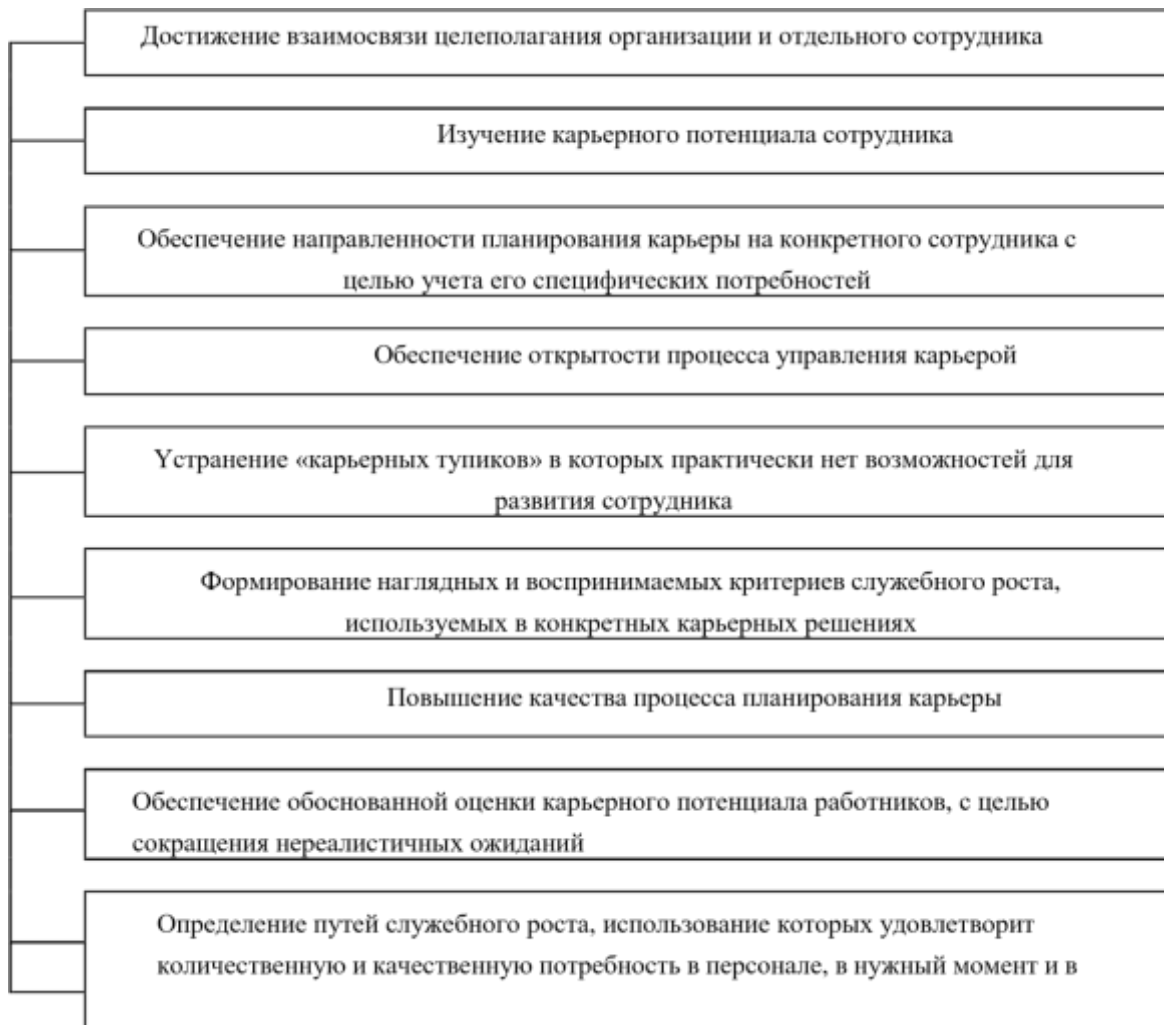 Достижение взаимосвязи целеполагания организации и отдельного сотрудника
Изучение карьерного потенциала сотрудника
Обеспечение направленности планирования карьеры на конкретного сотрудника с
целью учета его специфических потребностей
Обеспечение открытости процесса управления карьерой
Устранение «карьерных тупиков» в которых практически нет возможностей для
развития сотрудника
Формирование наглядных и воспринимаемых критериев служебного роста,
используемых в конкретных карьерных решениях
Повышение качества процесса планирования карьеры
Обеспечение обоснованной оценки карьерного потенциала работников, с целью
сокращения нереалистичных ожиданий
Определение путей служебного роста, использование которых удовлетворит
количественную и качественную потребность в персонале, в нужный момент и в